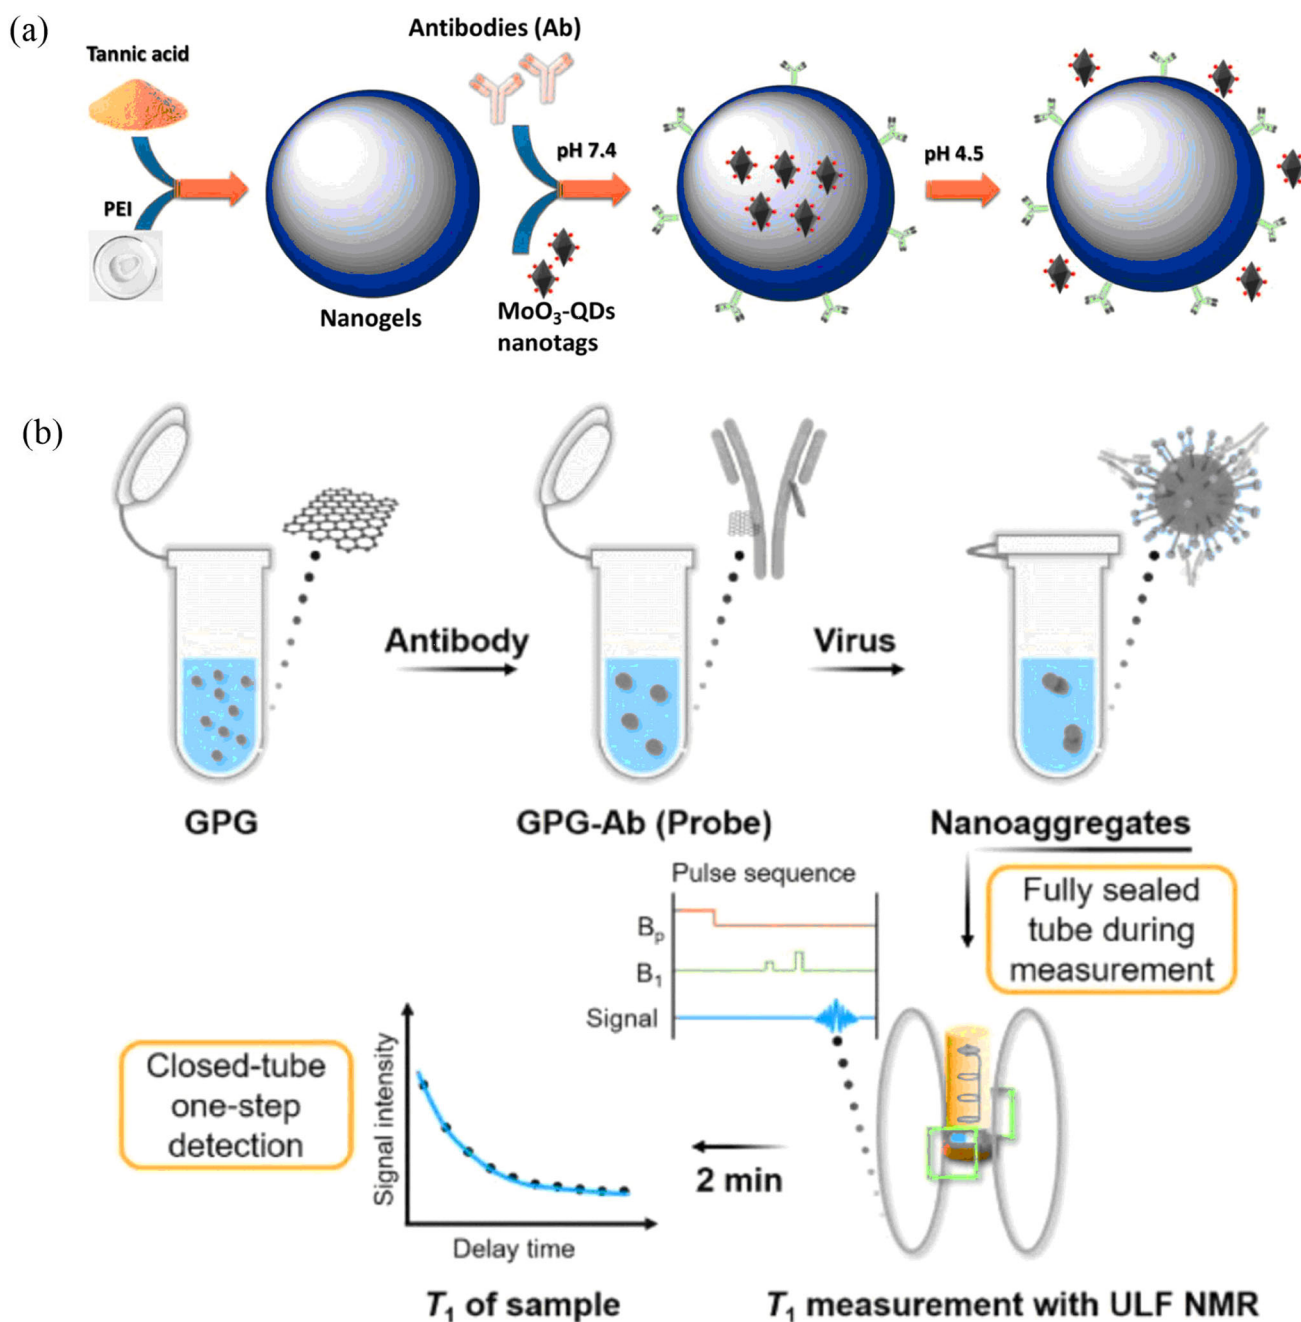 (a)
Tannic acid
PEI
Nanogels
Antibodies (Ab)
pH 7.4
MoO₃-QDs
nanotags
pH 4.5
(b)
Antibody
Virus
GPG
GPG-Ab (Probe)
Nanoaggregates
Fully sealed
tube during
measurement
Pulse sequence
Bₚ
B₁
Signal
2 min
Closed-tube
one-step
detection
Signal intensity
Delay time
T₁ of sample
T₁ measurement with ULF NMR